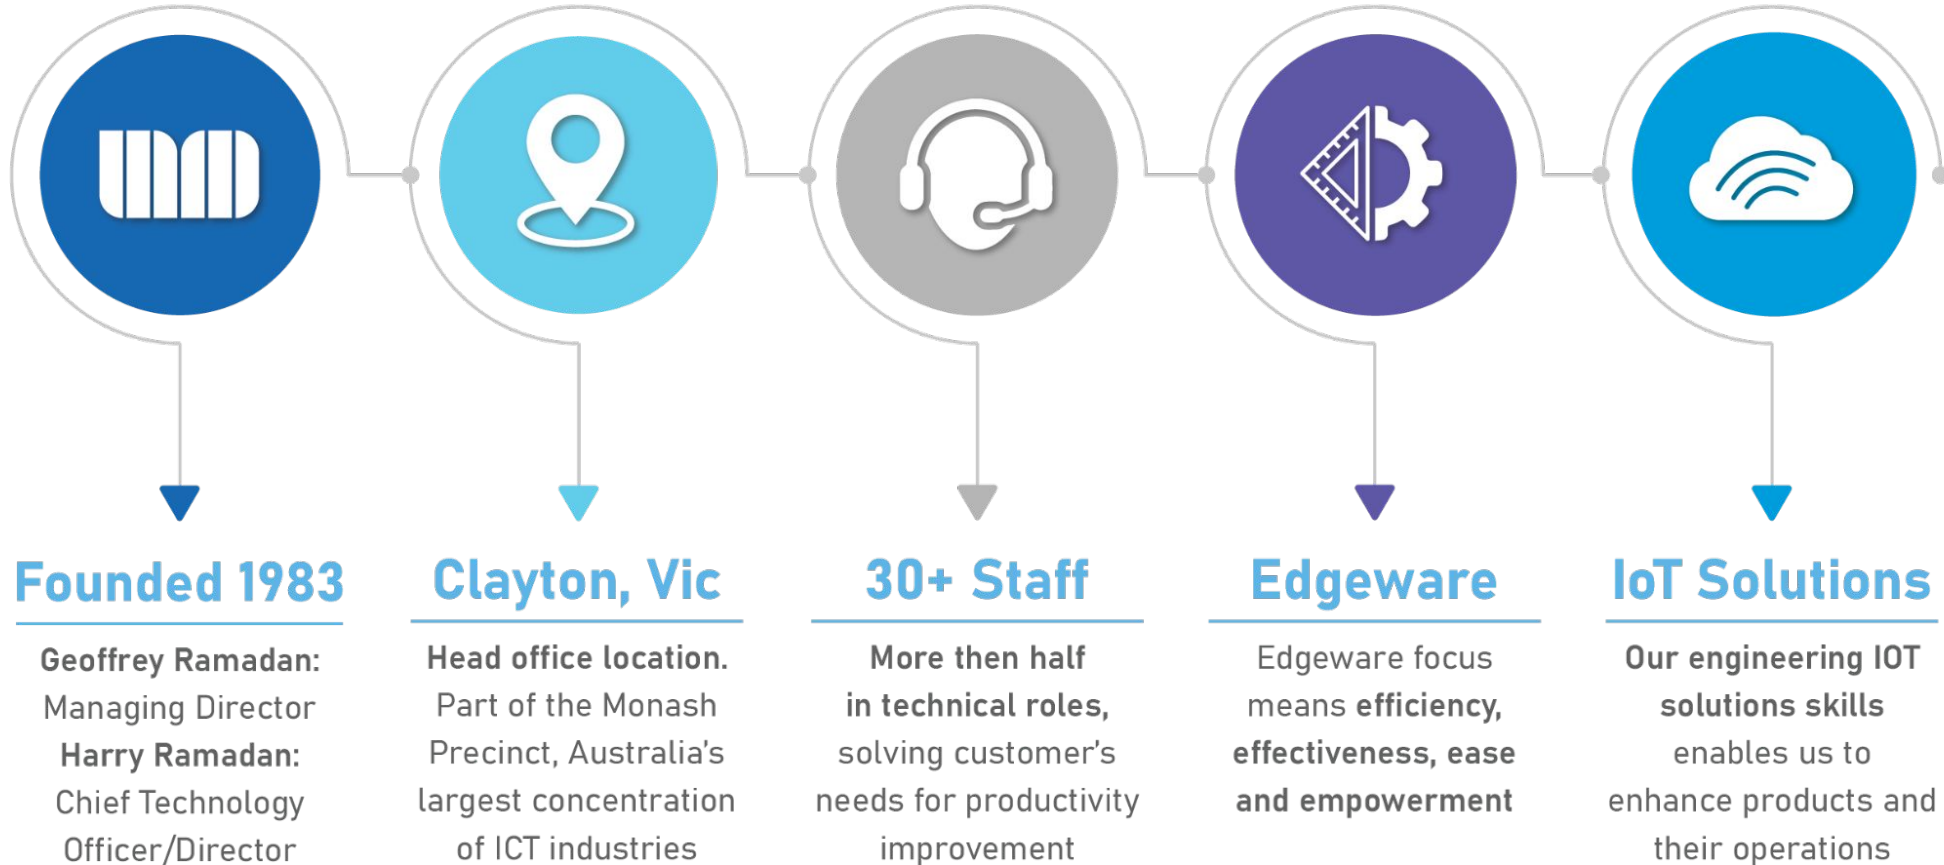 Founded 1983
Geoffrey Ramadan:
Managing Director
Harry Ramadan:
Chief Technology
Officer/Director
Clayton, Vic
Head office location.
Part of the Monash
Precinct, Australia's
largest concentration
of ICT industries
30+ Staff
More then half
in technical roles,
solving customer's
needs for productivity
improvement
Edgeware
Edgeware focus
means efficiency,
effectiveness, ease
and empowerment
IoT Solutions
Our engineering IOT
solutions skills
enables us to
enhance products and
their operations